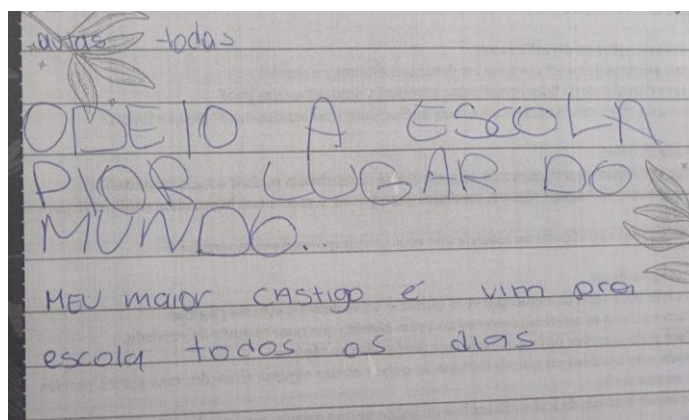 aulas todas
ODEIO A ESCOLA
PIOR LUGAR DO
MUNDO...
MEU maior CASTIGO é vim pra
escola todos os dias